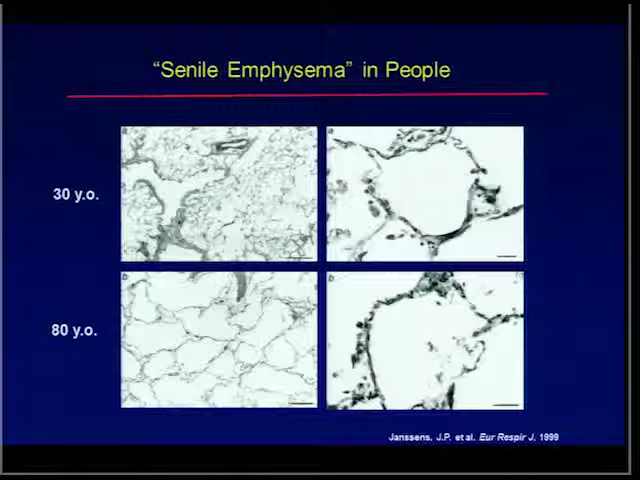 “Senile Emphysema” in People
30 y.o.
a
a
80 y.o.
b
b
Janssens, J.P. et al. Eur Respir J, 1999